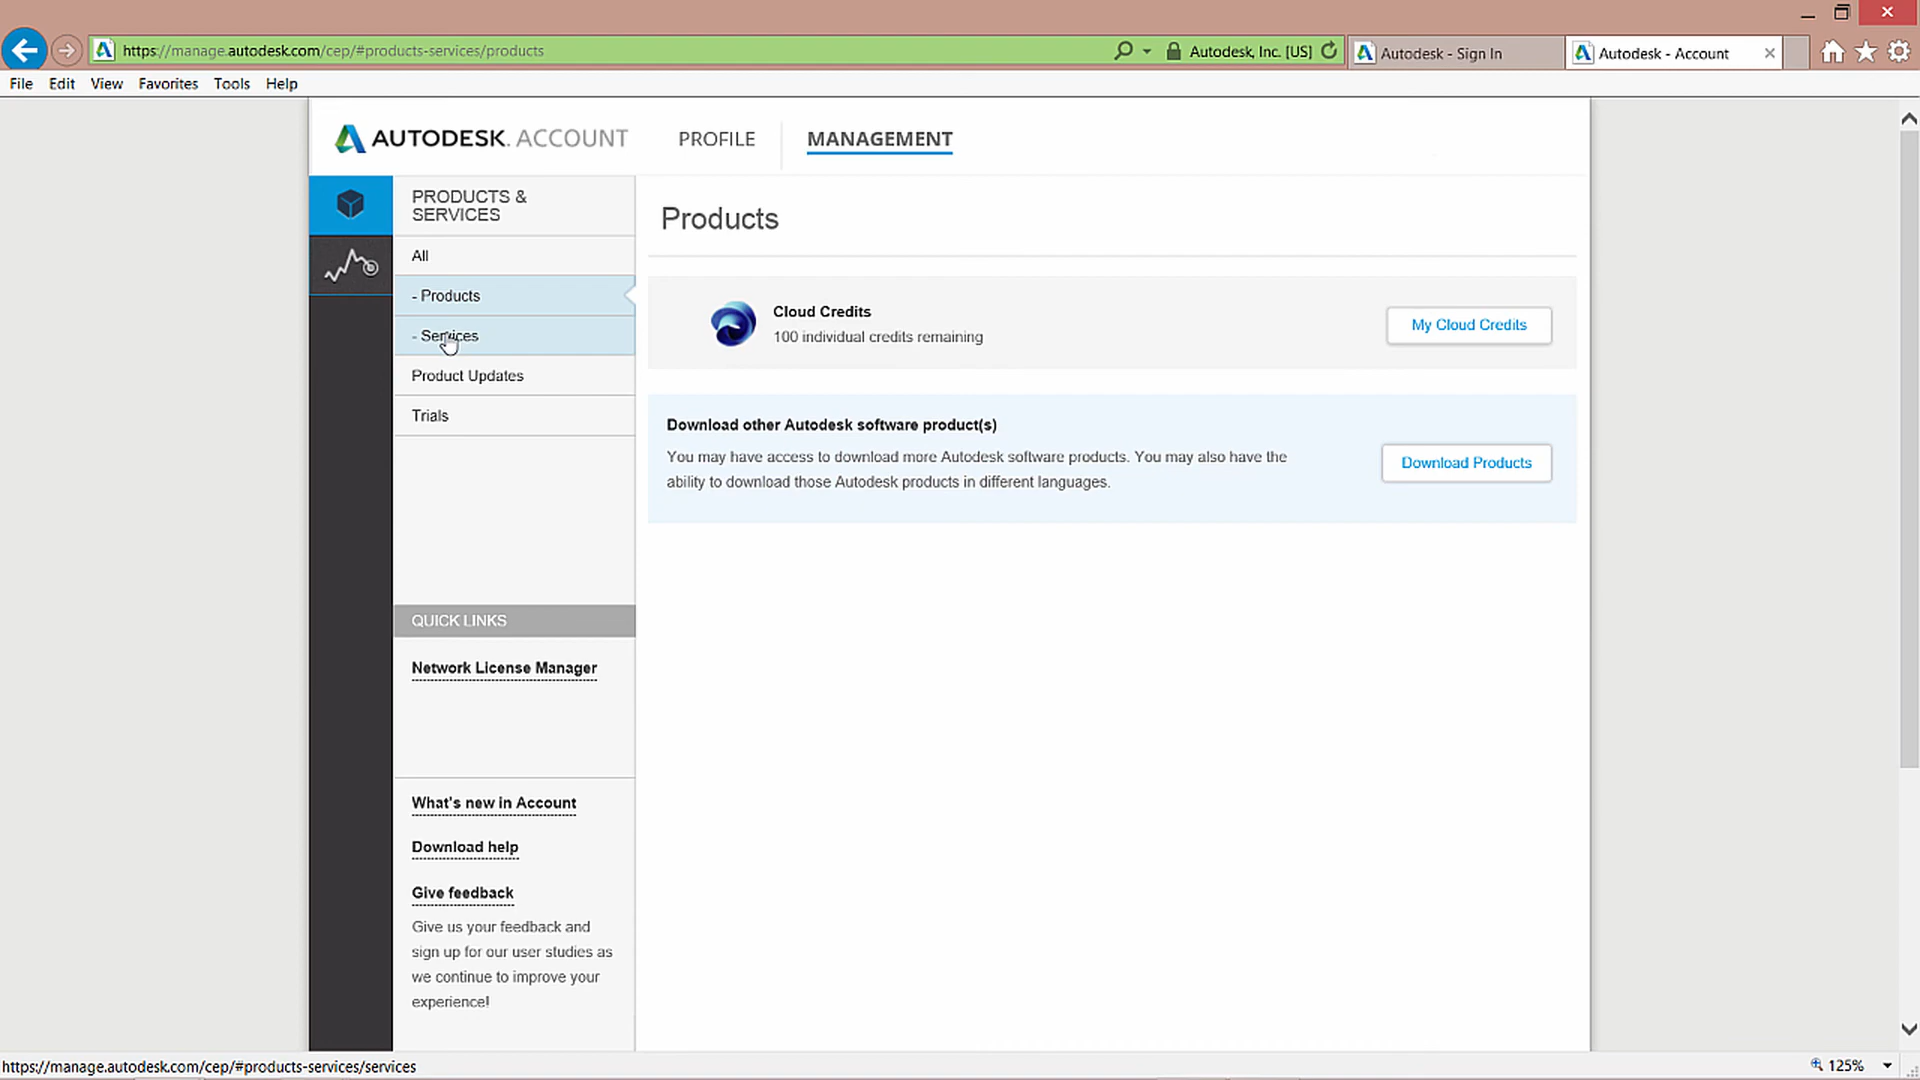 https://manage.autodesk.com/cep/#products-services/products
Autodesk, Inc. [US]
Autodesk - Sign In
Autodesk - Account
File Edit View Favorites Tools Help
AUTODESK. ACCOUNT
PROFILE
MANAGEMENT
PRODUCTS &
SERVICES
All
- Products
- Services
Product Updates
Trials
Products
Cloud Credits
100 individual credits remaining
My Cloud Credits
Download other Autodesk software product(s)
You may have access to download more Autodesk software products. You may also have the
ability to download those Autodesk products in different languages.
Download Products
QUICK LINKS
Network License Manager
What's new in Account
Download help
Give feedback
Give us your feedback and
sign up for our user studies as
we continue to improve your
experience!
https://manage.autodesk.com/cep/#products-services/services
125%